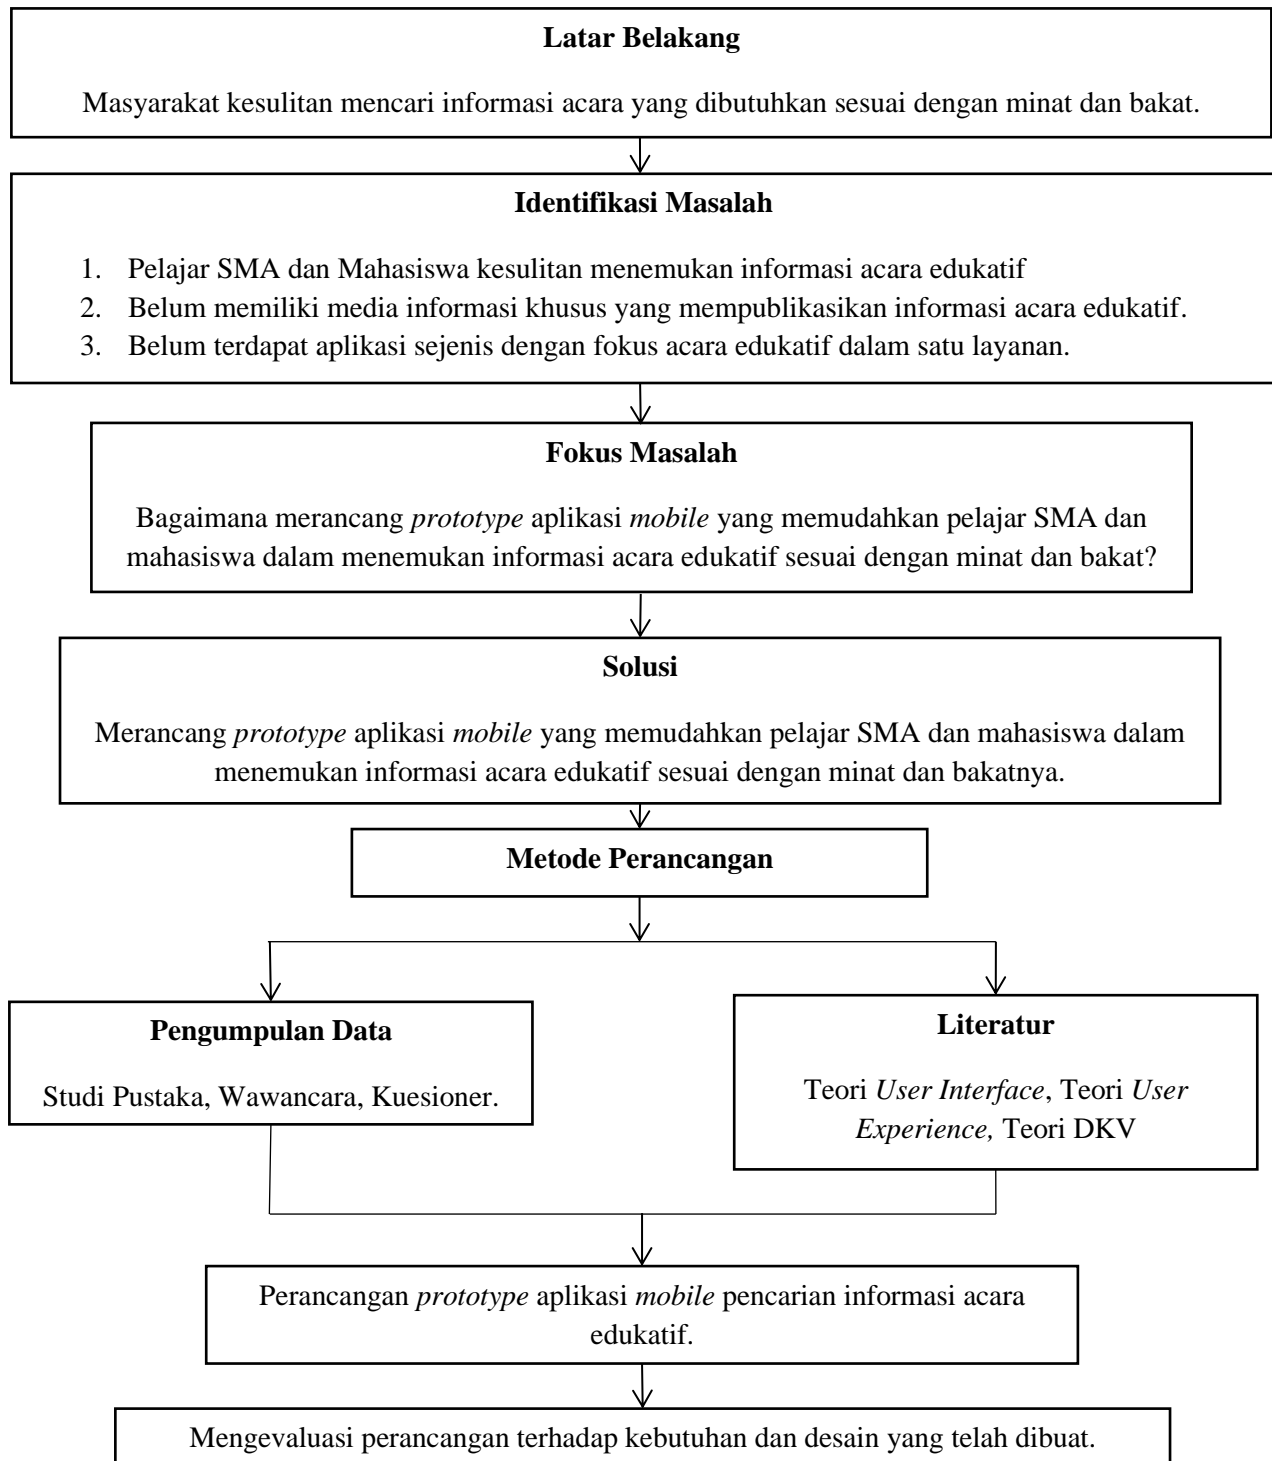 Latar Belakang
Masyarakat kesulitan mencari informasi acara yang dibutuhkan sesuai dengan minat dan bakat.
Identifikasi Masalah
1. Pelajar SMA dan Mahasiswa kesulitan menemukan informasi acara edukatif
2. Belum memiliki media informasi khusus yang mempublikasikan informasi acara edukatif.
3. Belum terdapat aplikasi sejenis dengan fokus acara edukatif dalam satu layanan.
Fokus Masalah
Bagaimana merancang prototype aplikasi mobile yang memudahkan pelajar SMA dan
mahasiswa dalam menemukan informasi acara edukatif sesuai dengan minat dan bakat?
Solusi
Merancang prototype aplikasi mobile yang memudahkan pelajar SMA dan mahasiswa dalam
menemukan informasi acara edukatif sesuai dengan minat dan bakatnya.
Metode Perancangan
Pengumpulan Data
Studi Pustaka, Wawancara, Kuesioner.
Literatur
Teori User Interface, Teori User
Experience, Teori DKV
Perancangan prototype aplikasi mobile pencarian informasi acara
edukatif.
Mengevaluasi perancangan terhadap kebutuhan dan desain yang telah dibuat.